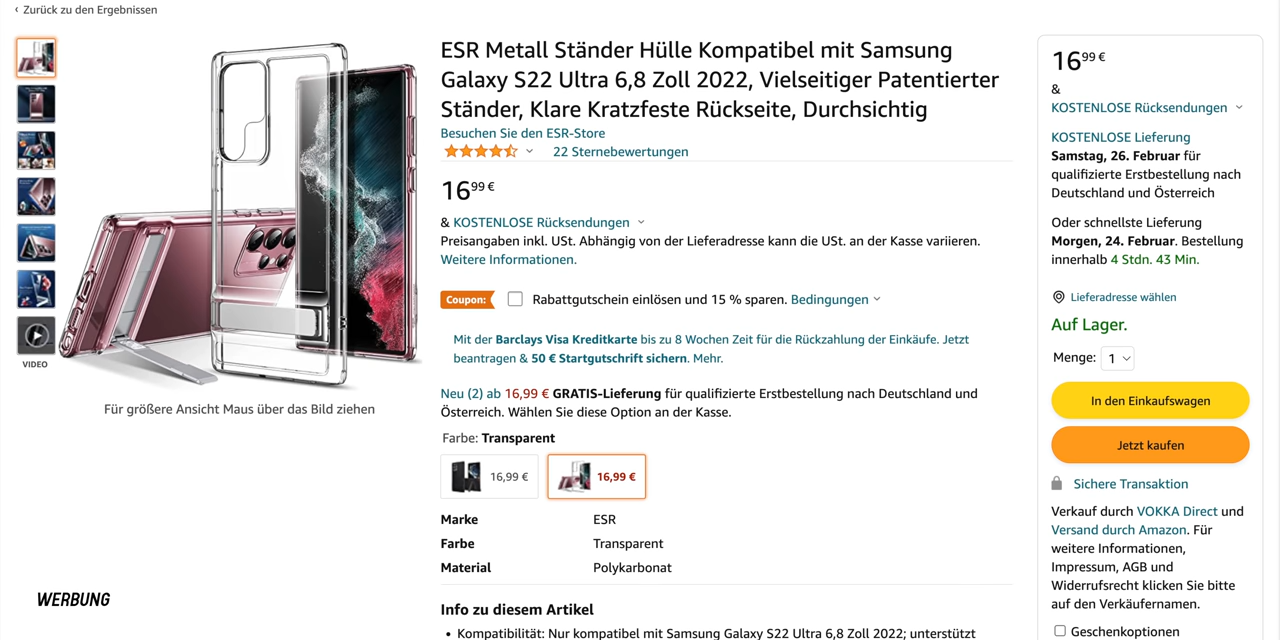 ‹ Zurück zu den Ergebnissen
ESR Metall Ständer Hülle Kompatibel mit Samsung
Galaxy S22 Ultra 6,8 Zoll 2022, Vielseitiger Patentierter
Ständer, Klare Kratzfeste Rückseite, Durchsichtig
Besuchen Sie den ESR-Store
22 Sternebewertungen
16 99 €
& KOSTENLOSE Rücksendungen
Preisangaben inkl. USt. Abhängig von der Lieferadresse kann die USt. an der Kasse variieren.
Weitere Informationen.
Coupon: Rabattgutschein einlösen und 15 % sparen. Bedingungen
Mit der Barclays Visa Kreditkarte bis zu 8 Wochen Zeit für die Rückzahlung der Einkäufe. Jetzt
beantragen & 50 € Startgutschrift sichern. Mehr.
Neu (2) ab 16,99 € GRATIS-Lieferung für qualifizierte Erstbestellung nach Deutschland und
Österreich. Wählen Sie diese Option an der Kasse.
Farbe: Transparent
16,99 € 16,99 €
Marke ESR
Farbe Transparent
Material Polykarbonat
Info zu diesem Artikel
• Kompatibilität: Nur kompatibel mit Samsung Galaxy S22 Ultra 6,8 Zoll 2022; unterstützt
VIDEO
Für größere Ansicht Maus über das Bild ziehen
WERBUNG
16 99 €
&
KOSTENLOSE Rücksendungen
KOSTENLOSE Lieferung
Samstag, 26. Februar für
qualifizierte Erstbestellung nach
Deutschland und Österreich
Oder schnellste Lieferung
Morgen, 24. Februar. Bestellung
innerhalb 4 Stdn. 43 Min.
Lieferadresse wählen
Auf Lager.
Menge: 1
In den Einkaufswagen
Jetzt kaufen
Sichere Transaktion
Verkauf durch VOKKA Direct und
Versand durch Amazon. Für
weitere Informationen,
Impressum, AGB und
Widerrufsrecht klicken Sie bitte
auf den Verkäufernamen.
Geschenkoptionen